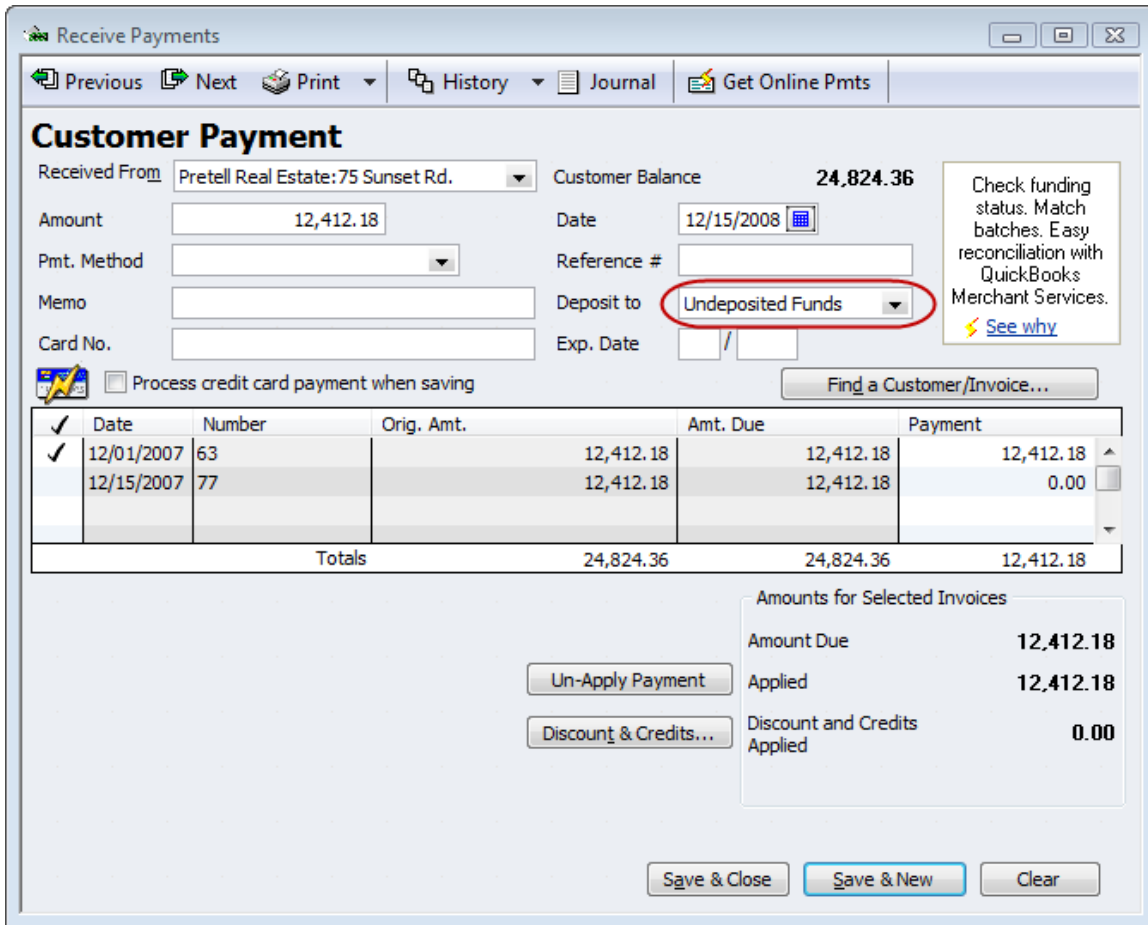 Receive Payments
Previous Next Print History Journal Get Online Pmts
Customer Payment
Received From Pretell Real Estate:75 Sunset Rd. Customer Balance 24,824.36
Amount 12,412.18 Date 12/15/2008
Pmt. Method Reference #
Memo Deposit to Undeposited Funds
Card No. Exp. Date /
Check funding
status. Match
batches. Easy
reconciliation with
QuickBooks
Merchant Services.
See why
Process credit card payment when saving Find a Customer/Invoice...
✓ Date Number Orig. Amt. Amt. Due Payment
✓ 12/01/2007 63 12,412.18 12,412.18 12,412.18
12/15/2007 77 12,412.18 12,412.18 0.00
Totals 24,824.36 24,824.36 12,412.18
Amounts for Selected Invoices
Amount Due 12,412.18
Un-Apply Payment Applied 12,412.18
Discount & Credits... Discount and Credits 0.00
Applied
Save & Close Save & New Clear